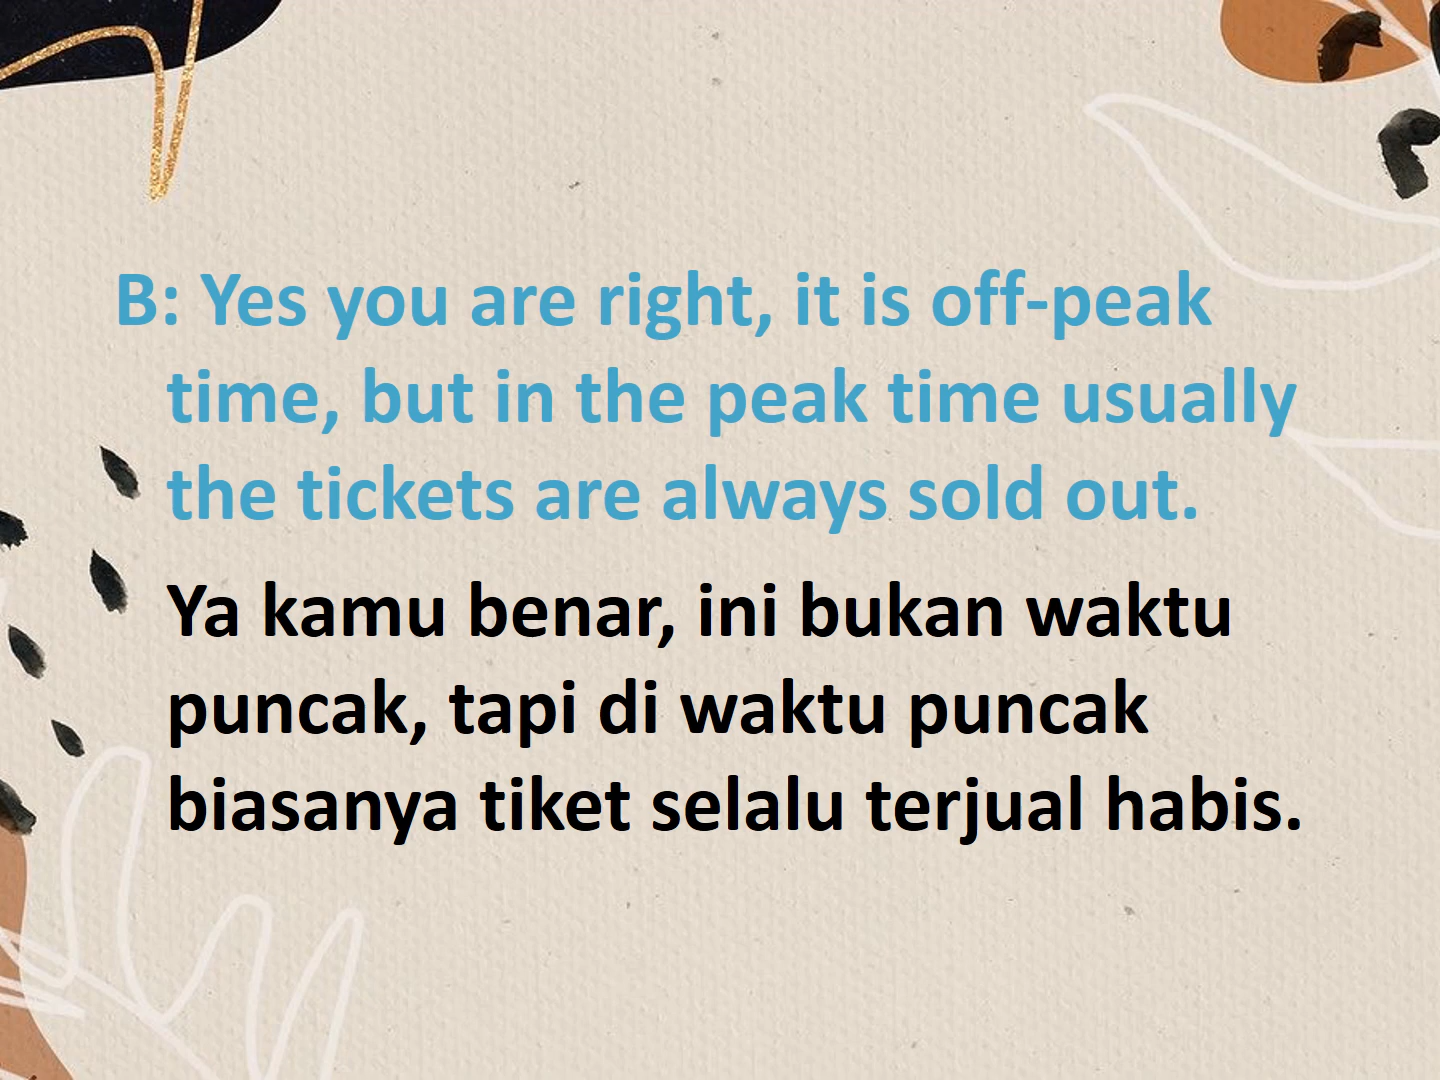 B: Yes you are right, it is off-peak
time, but in the peak time usually
the tickets are always sold out.
Ya kamu benar, ini bukan waktu
puncak, tapi di waktu puncak
biasanya tiket selalu terjual habis.